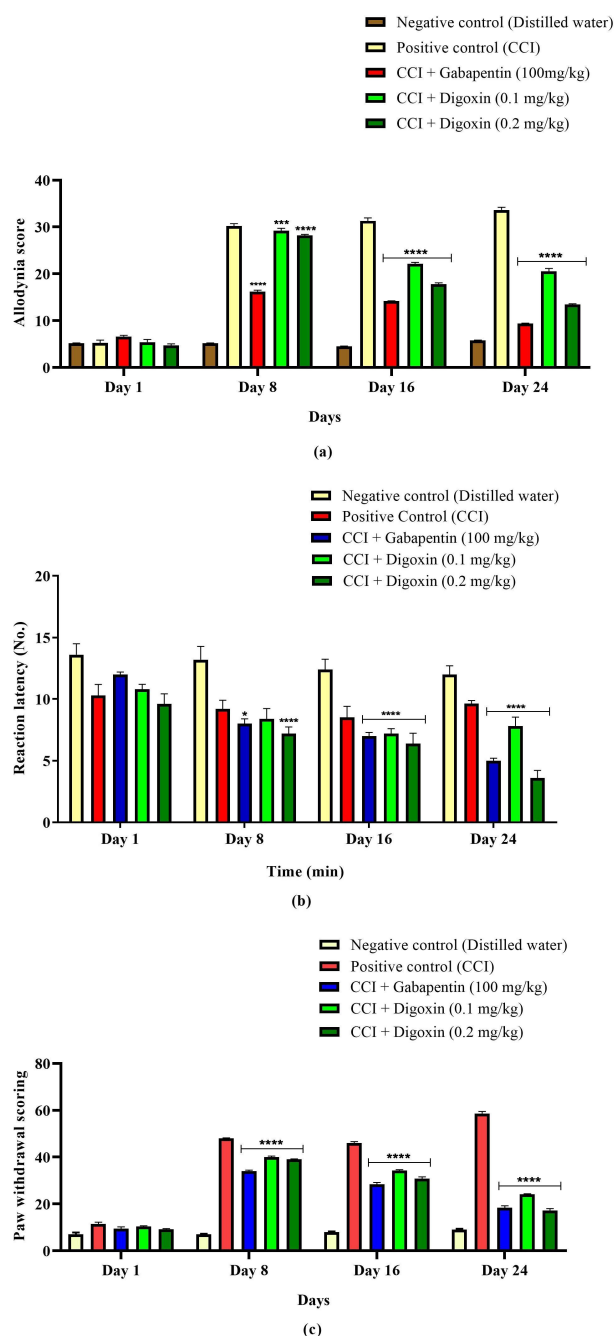 Negative control (Distilled water)
Positive control (CCI)
CCI + Gabapentin (100mg/kg)
CCI + Digoxin (0.1 mg/kg)
CCI + Digoxin (0.2 mg/kg)
Allodynia score
40
30
20
10
0
****
***
****
****
****
Day 1
Day 8
Day 16
Day 24
Days
(a)
Negative control (Distilled water)
Positive Control (CCI)
CCI + Gabapentin (100 mg/kg)
CCI + Digoxin (0.1 mg/kg)
CCI + Digoxin (0.2 mg/kg)
Reaction latency (No.)
20
15
10
5
0
*
****
****
****
Day 1
Day 8
Day 16
Day 24
Time (min)
(b)
Negative control (Distilled water)
Positive control (CCI)
CCI + Gabapentin (100 mg/kg)
CCI + Digoxin (0.1 mg/kg)
CCI + Digoxin (0.2 mg/kg)
Paw withdrawal scoring
80
60
40
20
0
****
****
****
Day 1
Day 8
Day 16
Day 24
Days
(c)